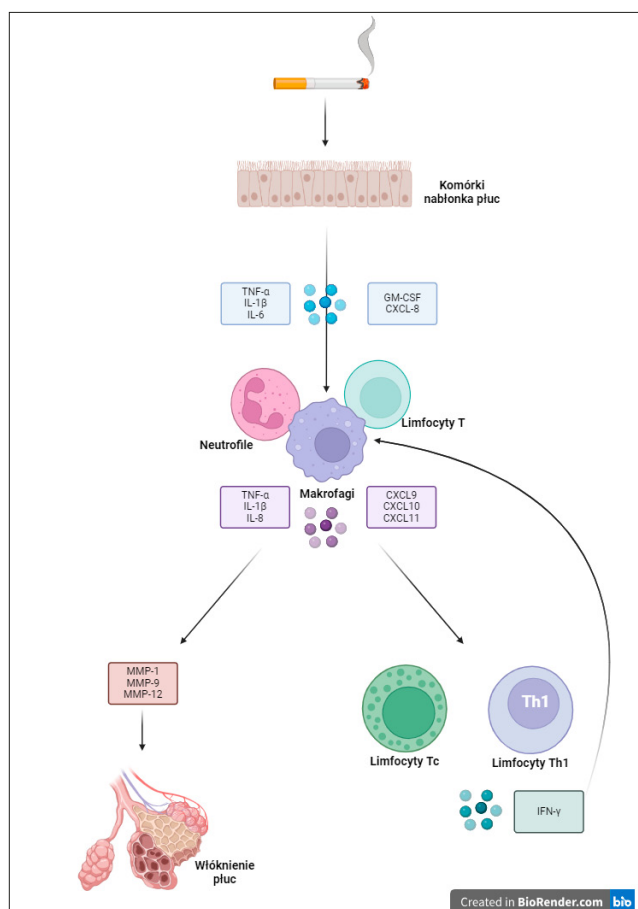 Komórki
nabłonka płuc
TNF-α
IL-1β
IL-6
GM-CSF
CXCL-8
Neutrofile
Limfocyty T
Makrofagi
TNF-α
IL-1β
IL-8
CXCL9
CXCL10
CXCL11
MMP-1
MMP-9
MMP-12
Th1
Limfocyty Tc
Limfocyty Th1
IFN-γ
Włóknienie
płuc
Created in BioRender.com bio